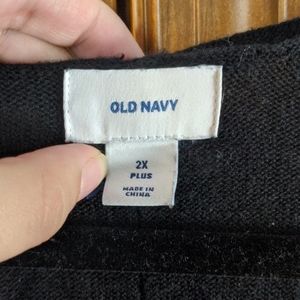 OLD NAVY
2X
PLUS
MADE IN
CHINA